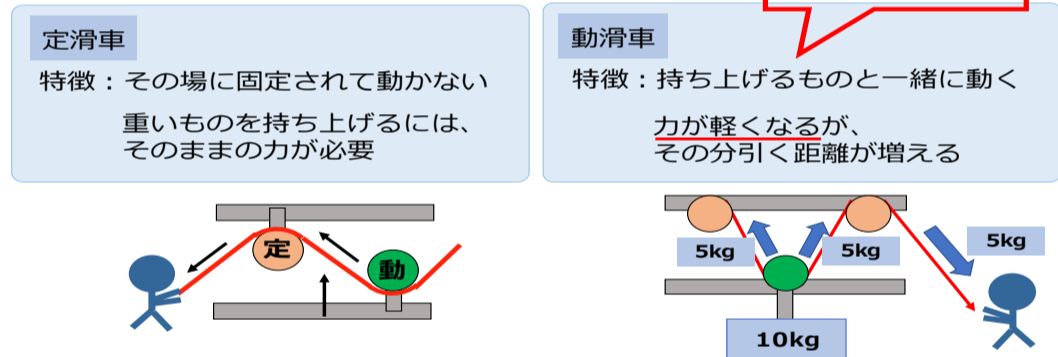 定滑車
特徴：その場に固定されて動かない
重いものを持ち上げるには、
そのままの力が必要
動滑車
特徴：持ち上げるものと一緒に動く
力が軽くなるが、
その分引く距離が増える
定
動
5kg
5kg
5kg
10kg